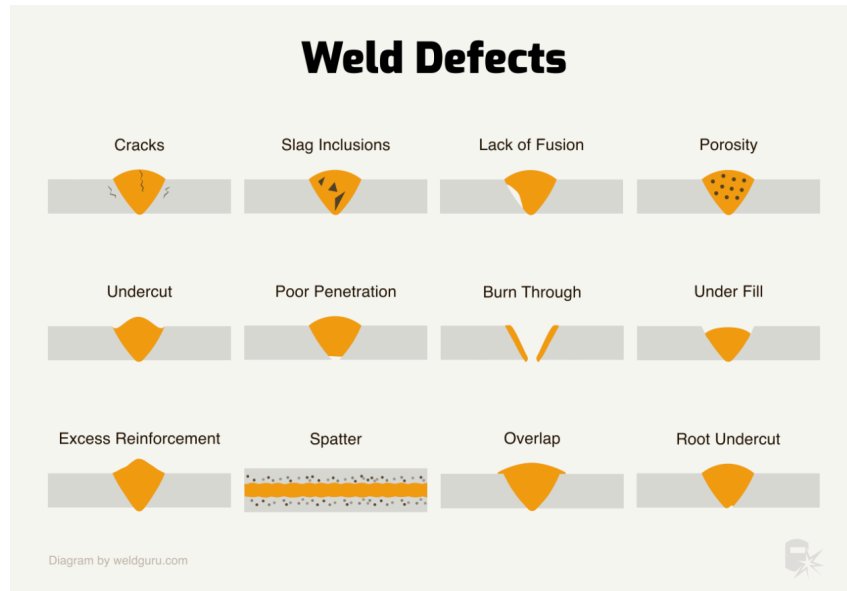 Weld Defects
Cracks
Slag Inclusions
Lack of Fusion
Porosity
Undercut
Poor Penetration
Burn Through
Under Fill
Excess Reinforcement
Spatter
Overlap
Root Undercut
Diagram by weldguru.com